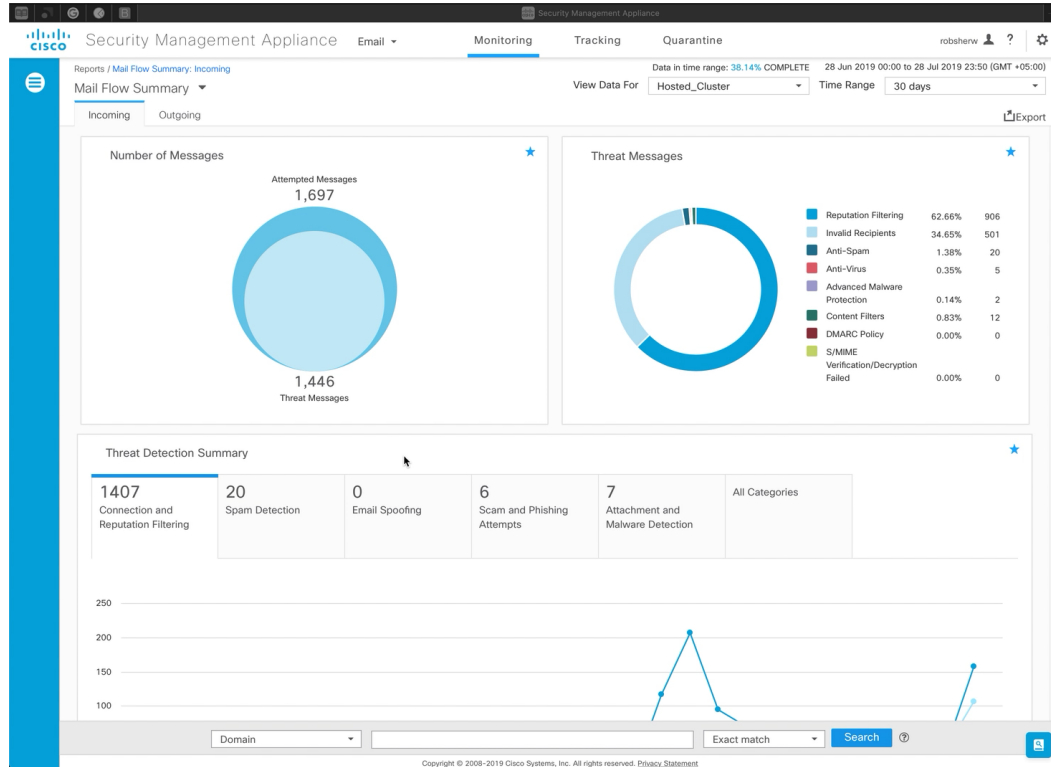 Security Management Appliance
CISCO
Security Management Appliance
Email
Monitoring
Tracking
Quarantine
robsherw
?
Reports / Mail Flow Summary: Incoming
Data in time range: 38.14% COMPLETE
28 Jun 2019 00:00 to 28 Jul 2019 23:50 (GMT +05:00)
Mail Flow Summary
View Data For
Hosted_Cluster
Time Range
30 days
Incoming
Outgoing
Export
Number of Messages
Attempted Messages
1,697
1,446
Threat Messages
Threat Messages
Reputation Filtering 62.66% 906
Invalid Recipients 34.65% 501
Anti-Spam 1.38% 20
Anti-Virus 0.35% 5
Advanced Malware
Protection 0.14% 2
Content Filters 0.83% 12
DMARC Policy 0.00% 0
S/MIME
Verification/Decryption
Failed 0.00% 0
Threat Detection Summary
1407
Connection and
Reputation Filtering
20
Spam Detection
0
Email Spoofing
6
Scam and Phishing
Attempts
7
Attachment and
Malware Detection
All Categories
250
200
150
100
Domain
Exact match
Search
?
Copyright © 2008-2019 Cisco Systems, Inc. All rights reserved. Privacy Statement